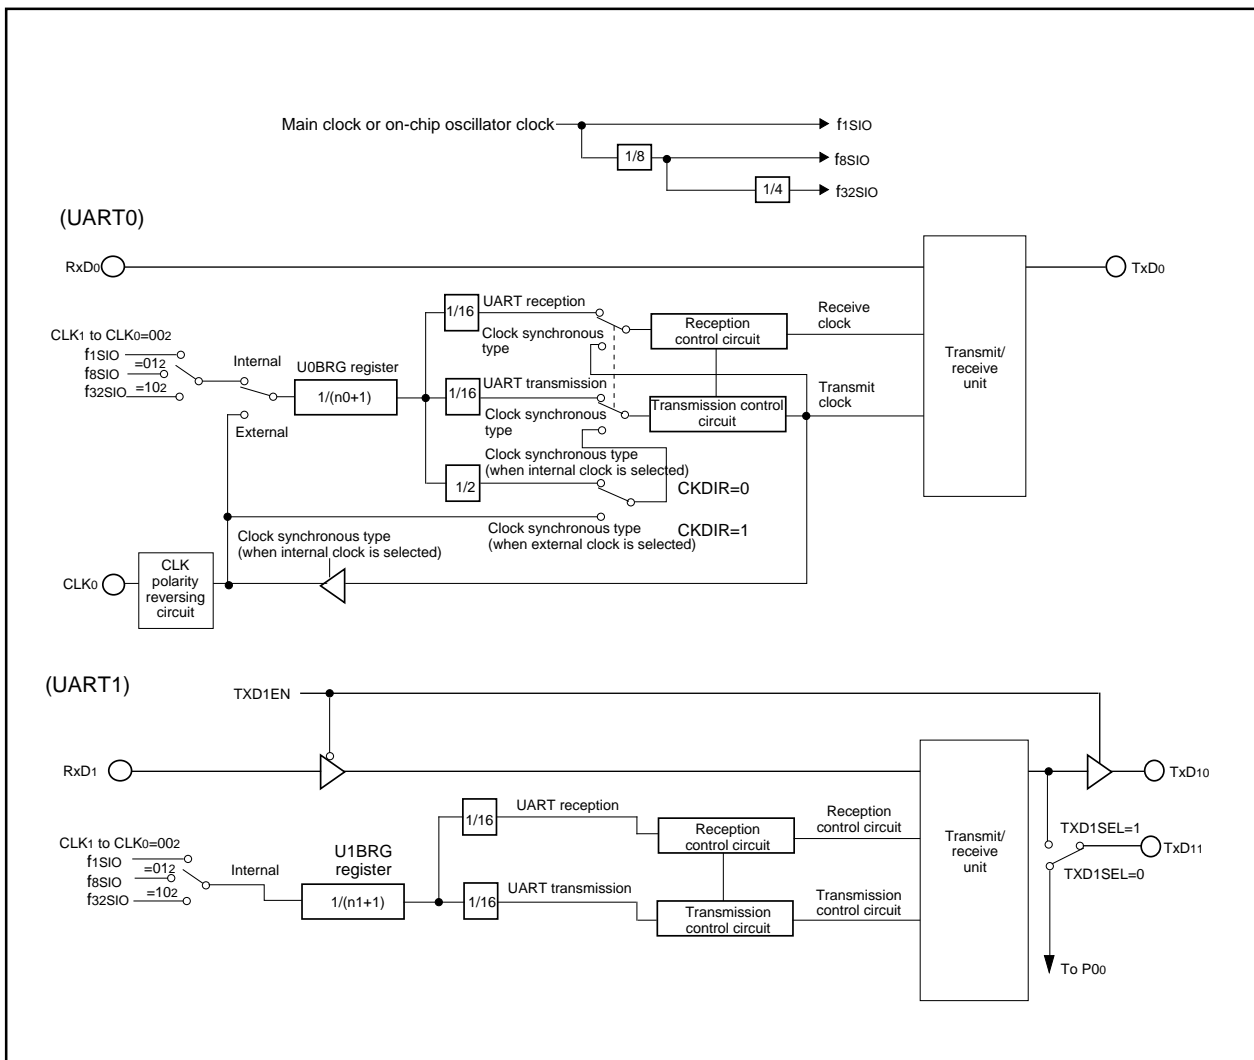 Main clock or on-chip oscillator clock
f1SIO
1/8
f8SIO
1/4
f32SIO
(UART0)
RxD0
TxD0
1/16
UART reception
Clock synchronous
type
Reception
control circuit
Receive
clock
Transmit/
receive
unit
CLK1 to CLK0=002
f1SIO
=012
f8SIO
=102
f32SIO
Internal
External
U0BRG register
1/(n0+1)
1/16
UART transmission
Clock synchronous
type
Transmission control
circuit
Transmit
clock
Clock synchronous type
(when internal clock is selected)
1/2
CKDIR=0
Clock synchronous type
(when external clock is selected)
CKDIR=1
Clock synchronous type
(when internal clock is selected)
CLK0
CLK
polarity
reversing
circuit
(UART1)
TXD1EN
RxD1
TxD10
1/16
UART reception
Reception
control circuit
Reception
control circuit
Transmit/
receive
unit
TXD1SEL=1
TxD11
TXD1SEL=0
CLK1 to CLK0=002
f1SIO
=012
f8SIO
=102
f32SIO
Internal
U1BRG
register
1/(n1+1)
1/16
UART transmission
Transmission
control circuit
Transmission
control circuit
To P00